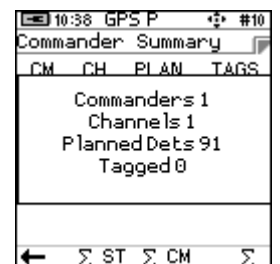 10:38 GPS P #10
Commander Summary
CM CH PLAN TAGS
Commanders 1
Channels 1
Planned Dets 91
Tagged 0
Σ ST Σ CM Σ